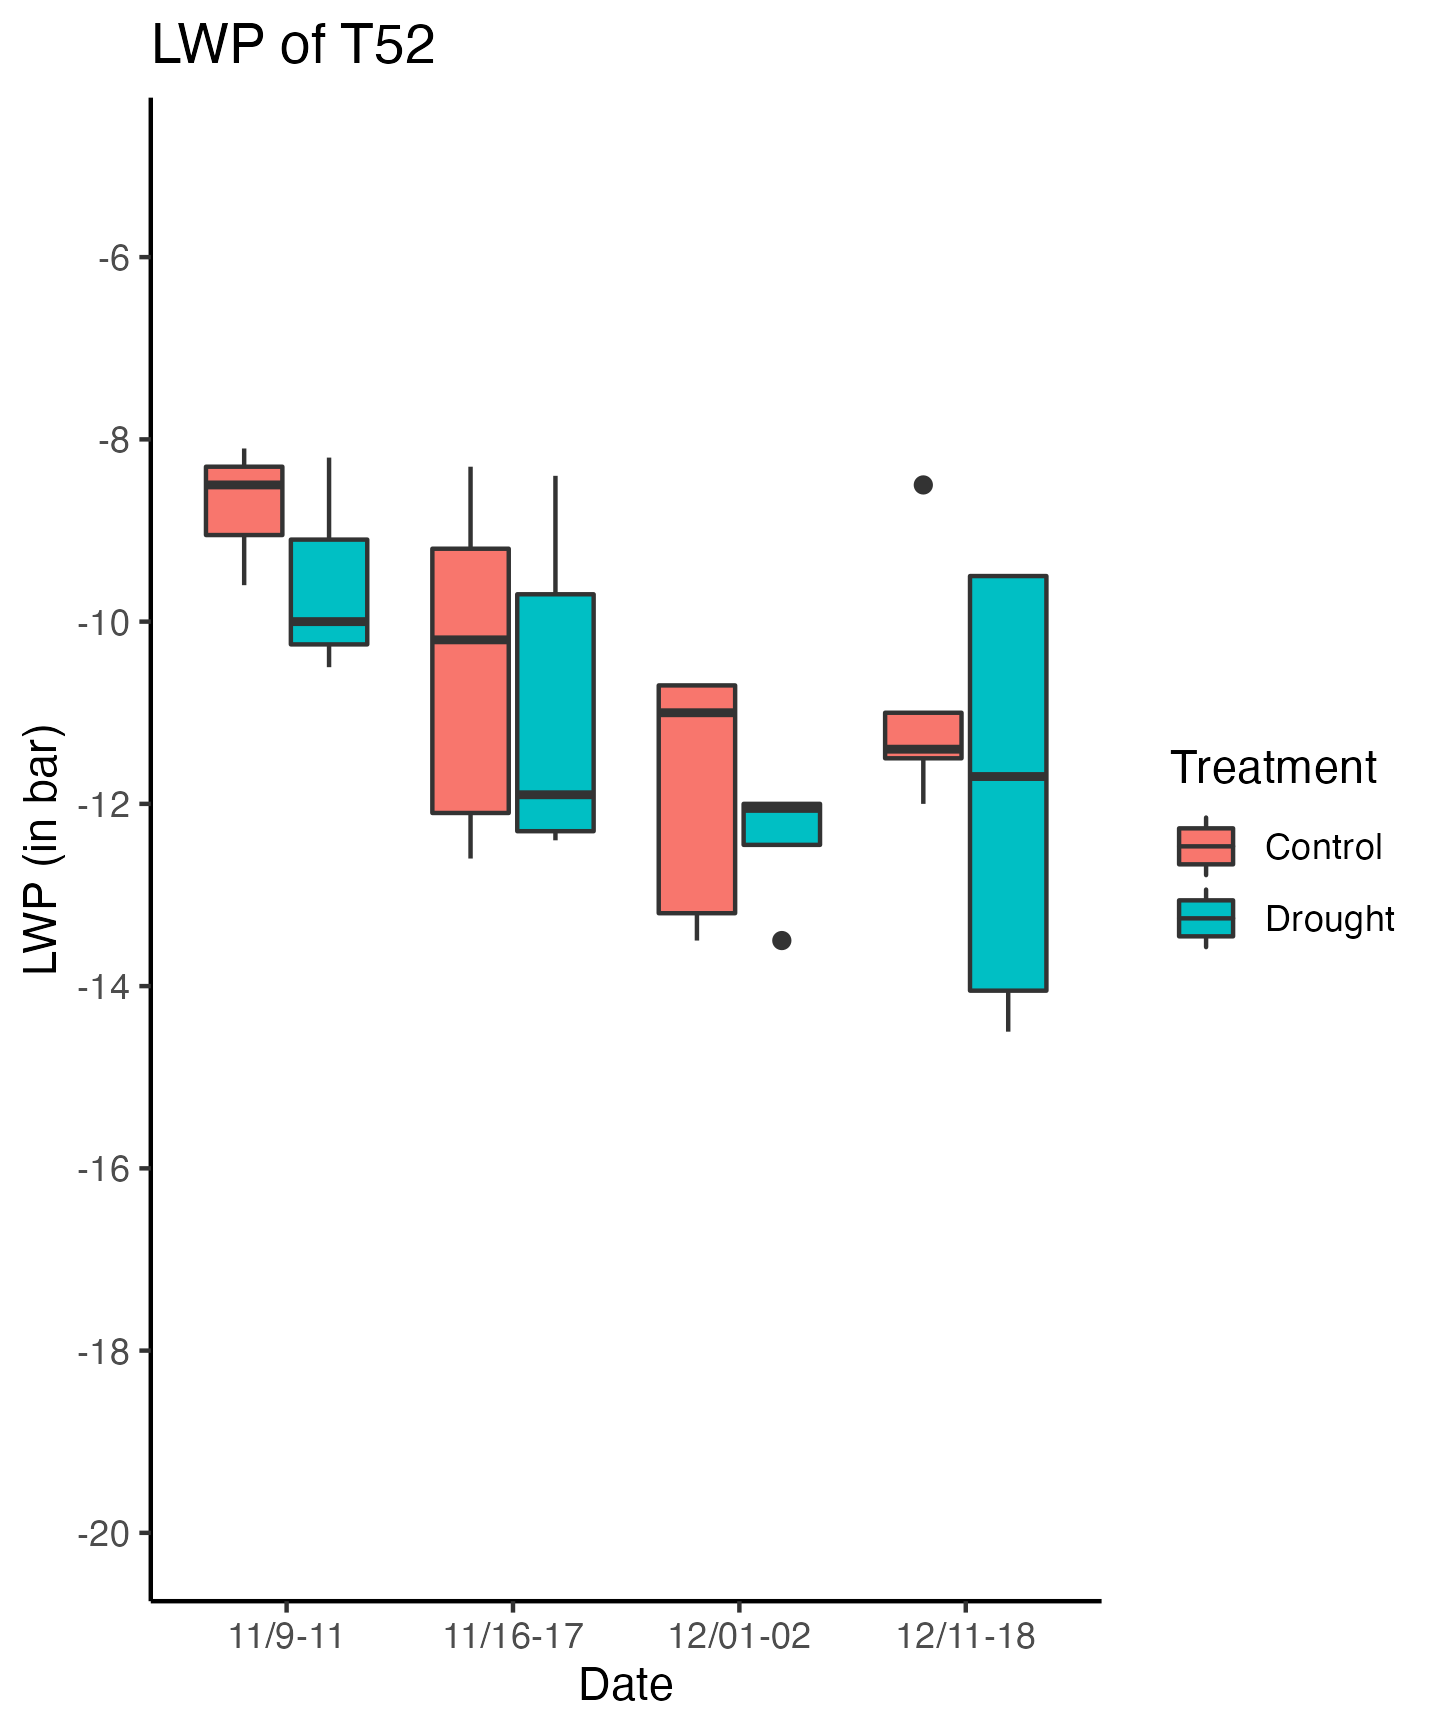 LWP of T52
-6
-8
-10
-12
-14
-16
-18
-20
LWP (in bar)
11/9-11
11/16-17
12/01-02
12/11-18
Date
Treatment
Control
Drought